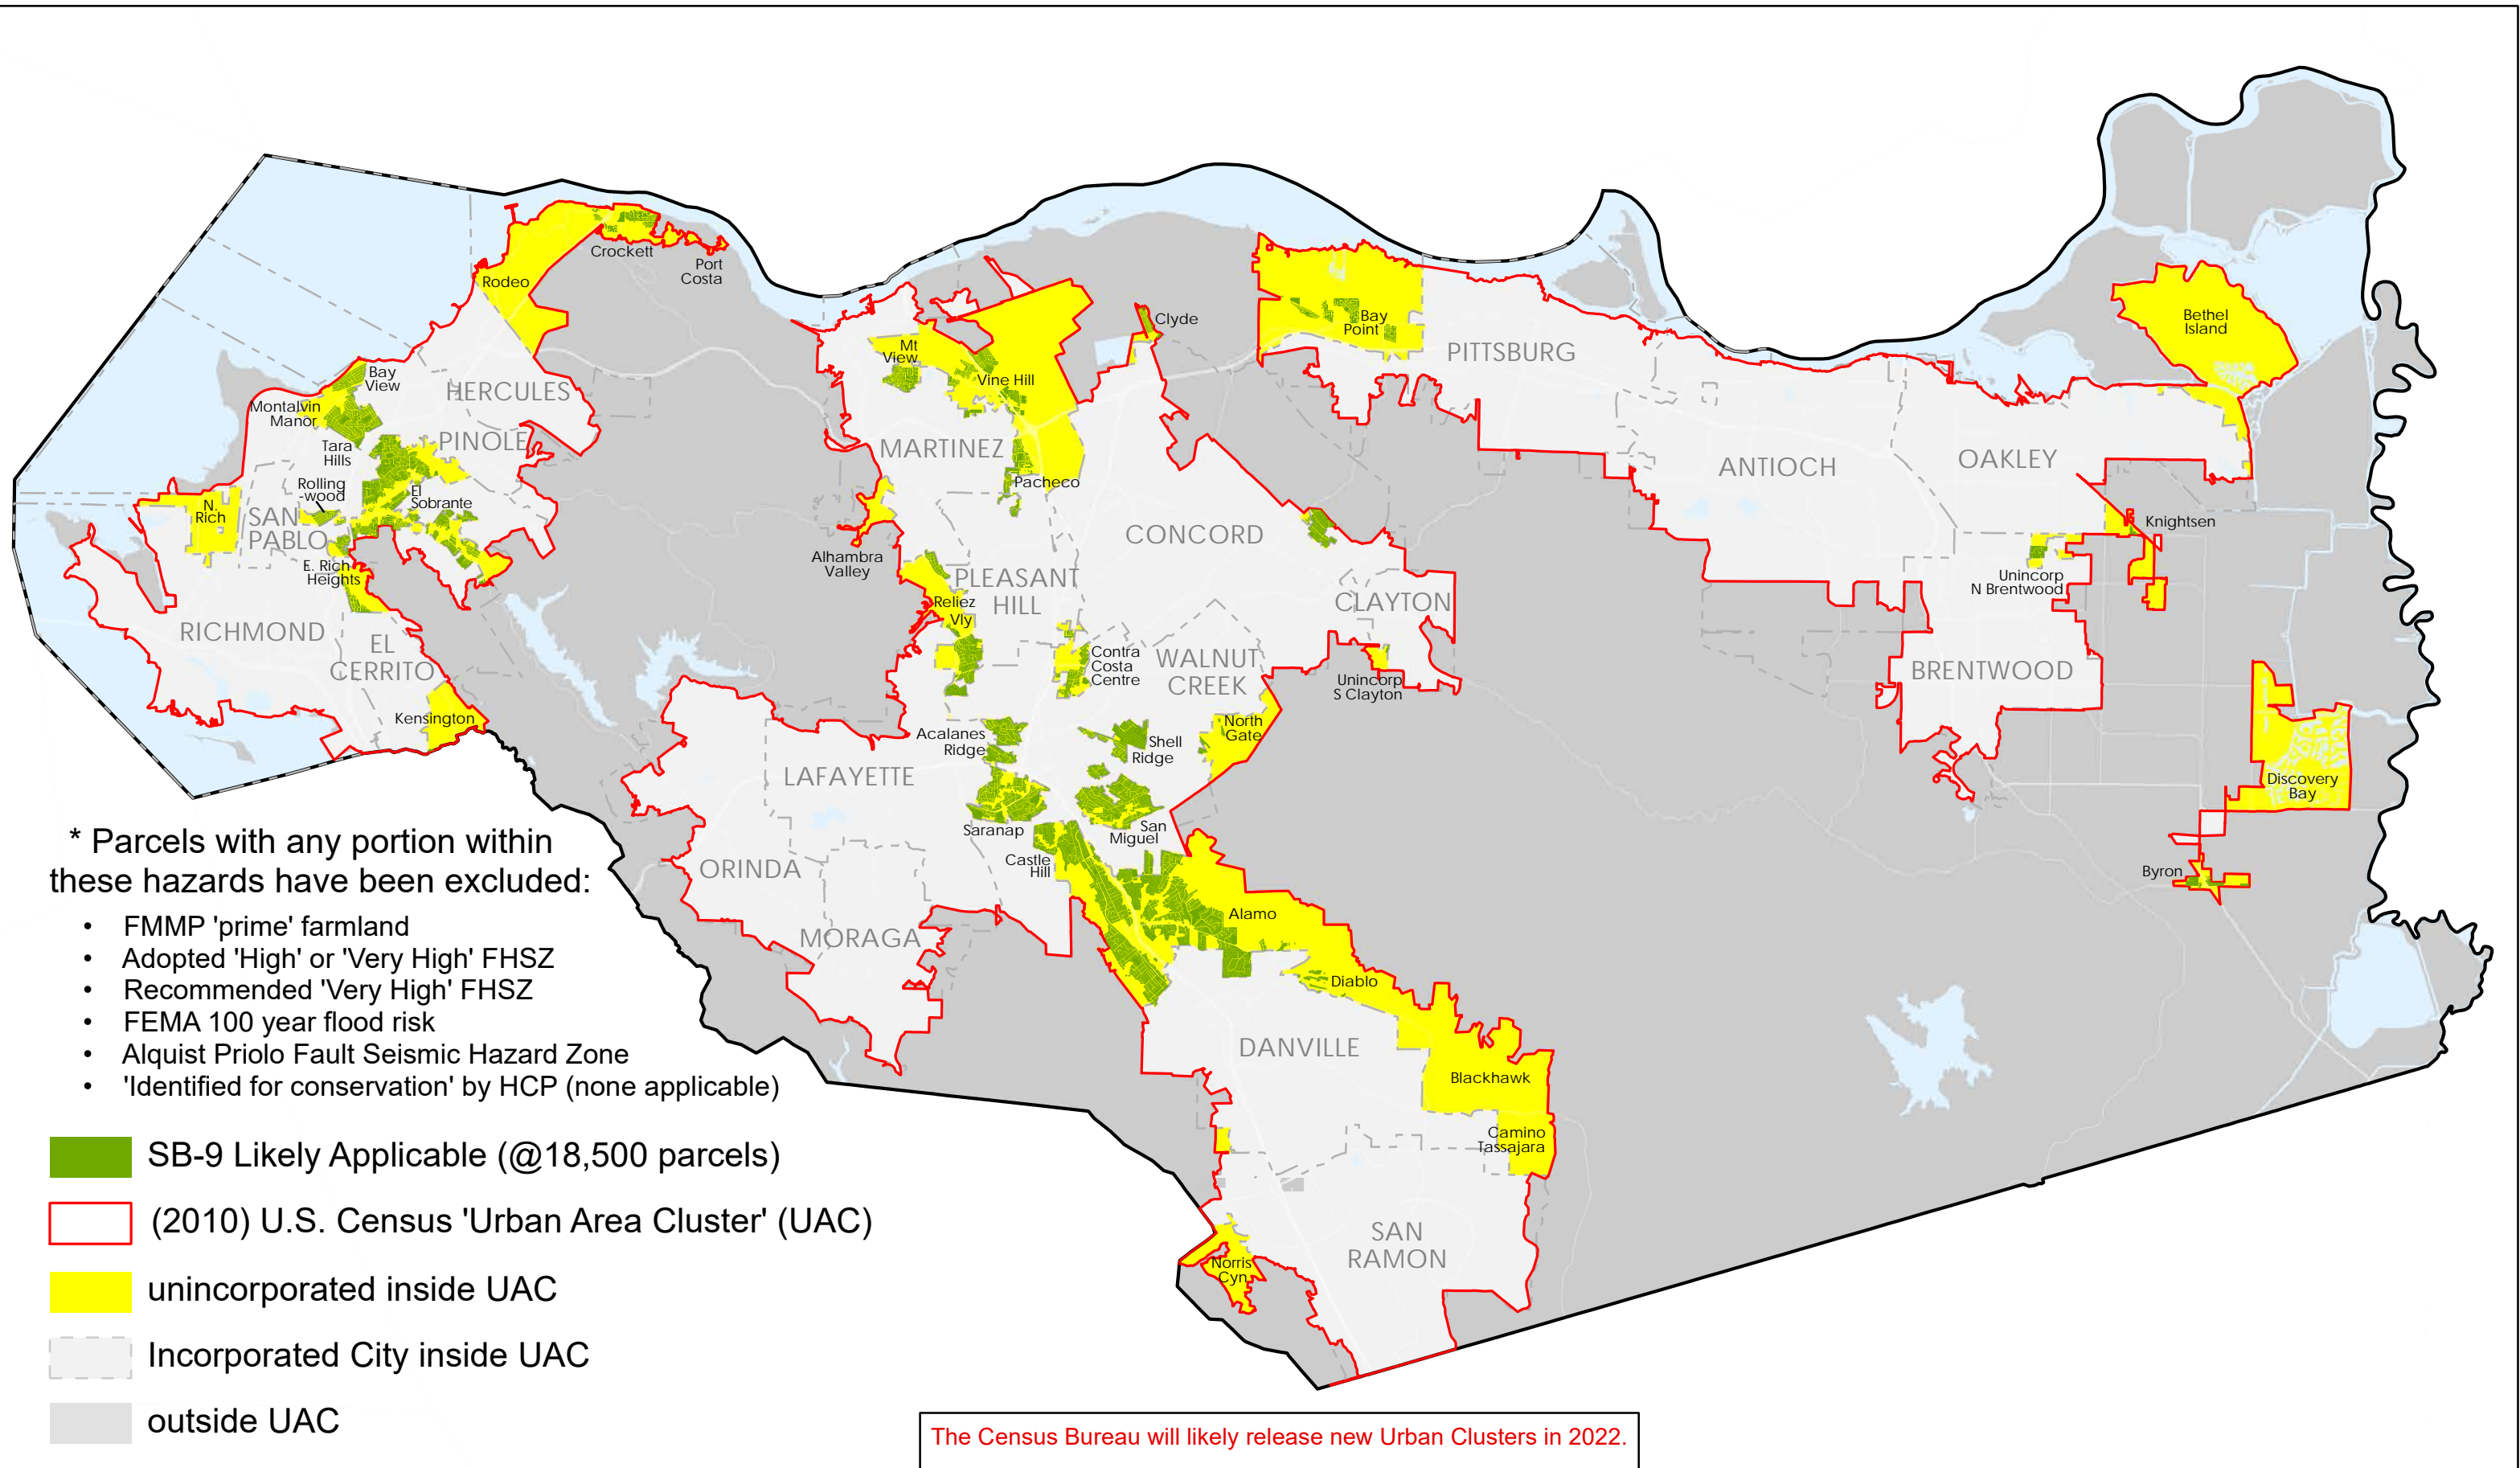 Crockett
Port
Costa
Rodeo
Bay
View
HERCULES
Montalvin
Manor
PINOLE
Tara
Hills
Rolling
-wood
El
Sobrante
N.
Rich
SAN
PABLO
E. Rich
Heights
RICHMOND
EL
CERRITO
Kensington
Mt
View
Vine Hill
Clyde
MARTINEZ
Pacheco
Alhambra
Valley
CONCORD
PLEASANT
HILL
Reliez
Vly
CLAYTON
Contra
Costa
Centre
WALNUT
CREEK
Unincorp
S Clayton
North
Gate
Acalanes
Ridge
Shell
Ridge
LAFAYETTE
Saranap
San
Miguel
Castle
Hill
ORINDA
MORAGA
Alamo
Diablo
DANVILLE
Blackhawk
Camino
Tassajara
SAN
RAMON
Norris
Cyn
Bay
Point
PITTSBURG
ANTIOCH
OAKLEY
Bethel
Island
Knightsen
Unincorp
N Brentwood
BRENTWOOD
Discovery
Bay
Byron
* Parcels with any portion within
these hazards have been excluded:
• FMMP 'prime' farmland
• Adopted 'High' or 'Very High' FHSZ
• Recommended 'Very High' FHSZ
• FEMA 100 year flood risk
• Alquist Priolo Fault Seismic Hazard Zone
• 'Identified for conservation' by HCP (none applicable)
SB-9 Likely Applicable (@18,500 parcels)
(2010) U.S. Census 'Urban Area Cluster' (UAC)
unincorporated inside UAC
Incorporated City inside UAC
outside UAC
The Census Bureau will likely release new Urban Clusters in 2022.